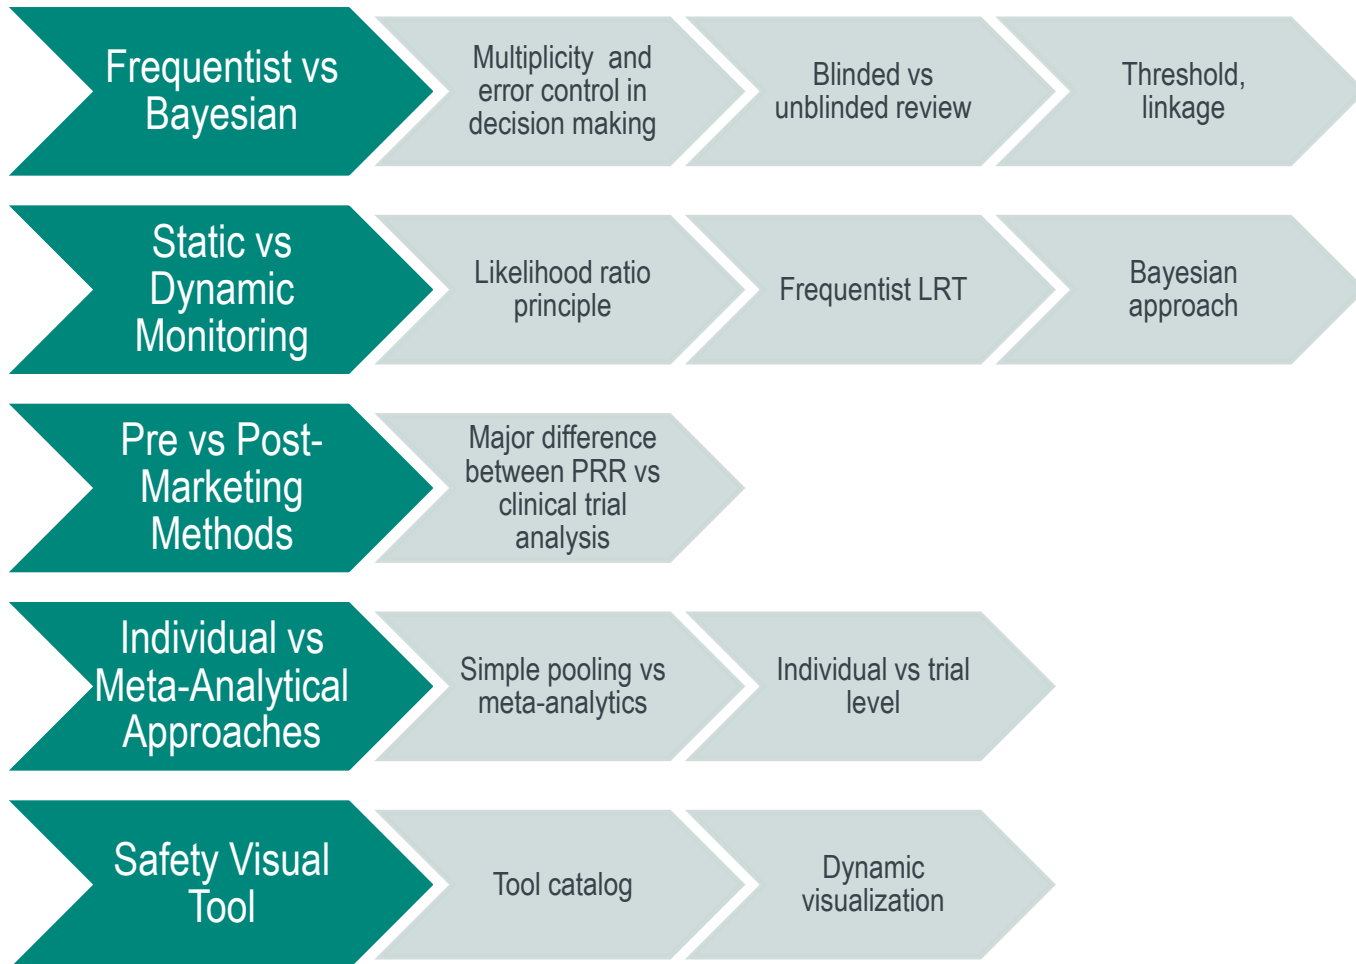 Frequentist vs
Bayesian
Multiplicity and
error control in
decision making
Blinded vs
unblinded review
Threshold,
linkage
Static vs
Dynamic
Monitoring
Likelihood ratio
principle
Frequentist LRT
Bayesian
approach
Pre vs Post-
Marketing
Methods
Major difference
between PRR vs
clinical trial
analysis
Individual vs
Meta-Analytical
Approaches
Simple pooling vs
meta-analytics
Individual vs trial
level
Safety Visual
Tool
Tool catalog
Dynamic
visualization